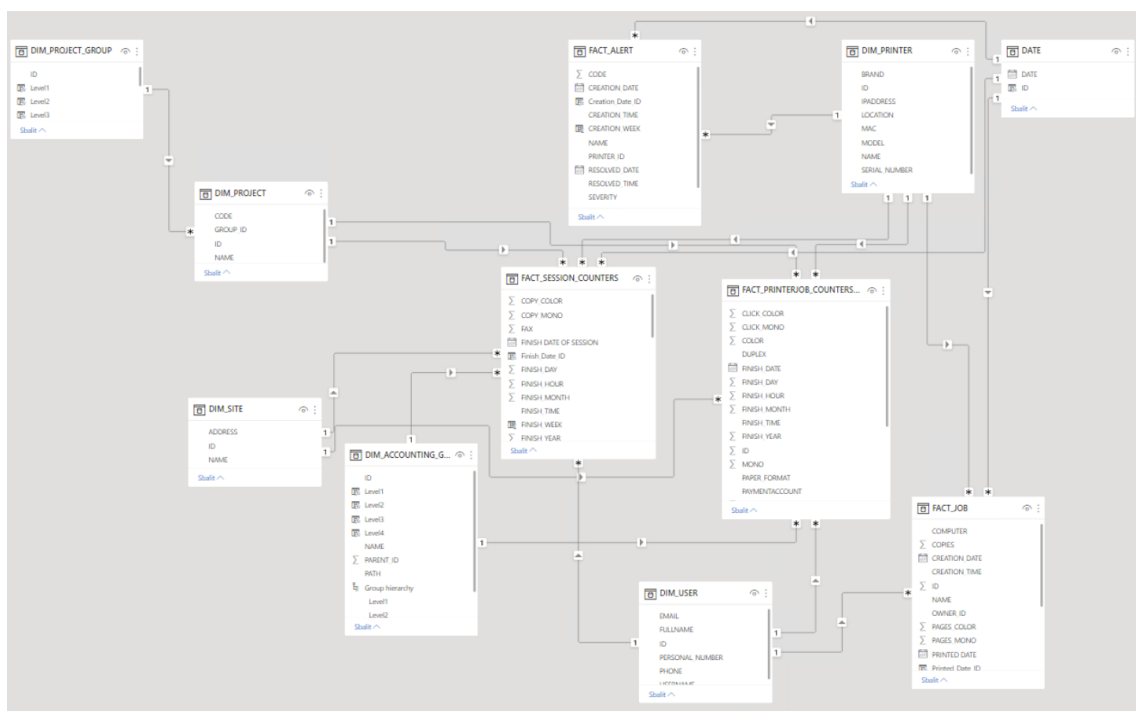 DIM_PROJECT_GROUP
ID
Level1
Level2
Level3
Sbalit
FACT_ALERT
CODE
CREATION DATE
Creation Date ID
CREATION TIME
CREATION WEEK
NAME
PRINTER ID
RESOLVED DATE
RESOLVED TIME
SEVERITY
Sbalit
DIM_PRINTER
BRAND
ID
IPADDRESS
LOCATION
MAC
MODEL
NAME
SERIAL NUMBER
Sbalit
DATE
DATE
ID
Sbalit
DIM_PROJECT
CODE
GROUP_ID
ID
NAME
Sbalit
FACT_SESSION_COUNTERS
COPY COLOR
COPY MONO
FAX
FINISH DATE OF SESSION
Finish Date ID
FINISH DAY
FINISH HOUR
FINISH MONTH
FINISH TIME
FINISH WEEK
FINISH YEAR
Sbalit
FACT_PRINTERJOB_COUNTERS...
CLICK COLOR
CLICK MONO
COLOR
DUPLEX
FINISH_DATE
FINISH DAY
FINISH HOUR
FINISH MONTH
FINISH TIME
FINISH YEAR
ID
MONO
PAPER FORMAT
PAYMENTACCOUNT
Sbalit
DIM_SITE
ADDRESS
ID
NAME
Sbalit
DIM_ACCOUNTING_G...
ID
Level1
Level2
Level3
Level4
NAME
PARENT ID
PATH
Group hierarchy
Level1
Level2
Sbalit
DIM_USER
EMAIL
FULLNAME
ID
PERSONAL NUMBER
PHONE
USERNAME
Sbalit
FACT_JOB
COMPUTER
COPIES
CREATION DATE
CREATION TIME
ID
NAME
OWNER ID
PAGES COLOR
PAGES MONO
PRINTED DATE
Printed Date ID
Sbalit